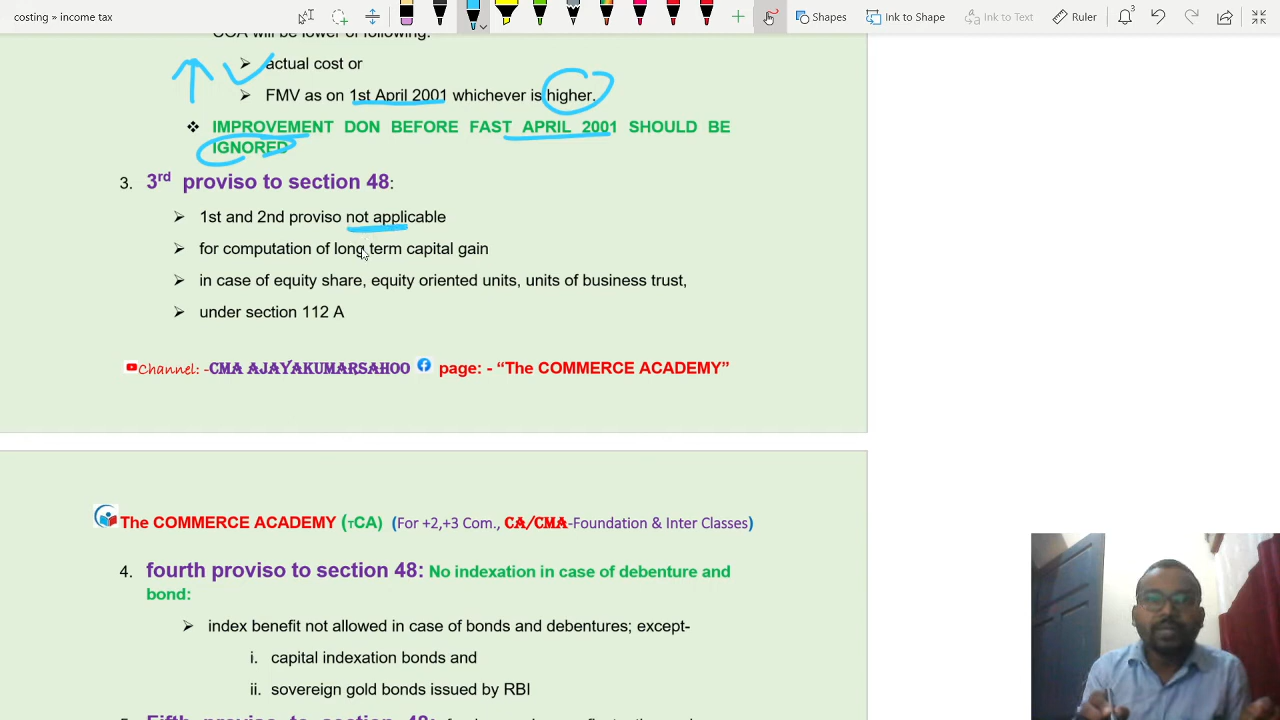 costing » income tax
Shapes
Ink to Shape
Ink to Text
Ruler
COA will be lower of following:
➢ actual cost or
➢ FMV as on 1st April 2001 whichever is higher.
❖ IMPROVEMENT DON BEFORE FAST APRIL 2001 SHOULD BE
IGNORED
3. 3rd proviso to section 48:
➢ 1st and 2nd proviso not applicable
➢ for computation of long term capital gain
➢ in case of equity share, equity oriented units, units of business trust,
➢ under section 112 A
Channel: -CMA AJAYAKUMARSAHOO page: - “The COMMERCE ACADEMY”
The COMMERCE ACADEMY (TCA) (For +2,+3 Com., CA/CMA-Foundation & Inter Classes)
4. fourth proviso to section 48: No indexation in case of debenture and
bond:
➢ index benefit not allowed in case of bonds and debentures; except-
i. capital indexation bonds and
ii. sovereign gold bonds issued by RBI
5. Fifth proviso to section 48: